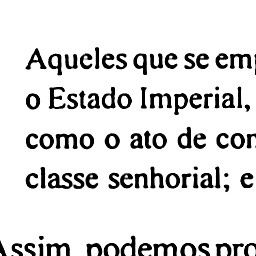 Aqueles que se
o Estado Imperial,
como o ato de
classe senhorial; e
Assim, podemos